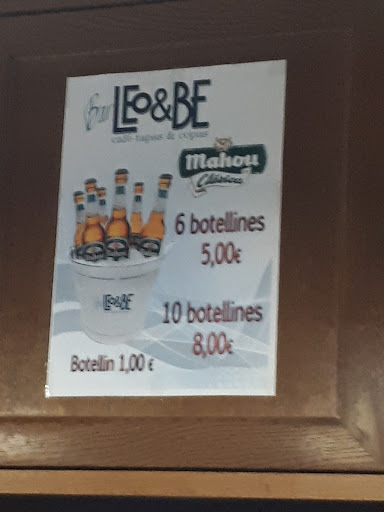 Bar LEO&BE
café tapas & copas
Mahou
Clásica
6 botellines
5,00€
LEO&BE
10 botellines
8,00€
Botellin 1,00 €